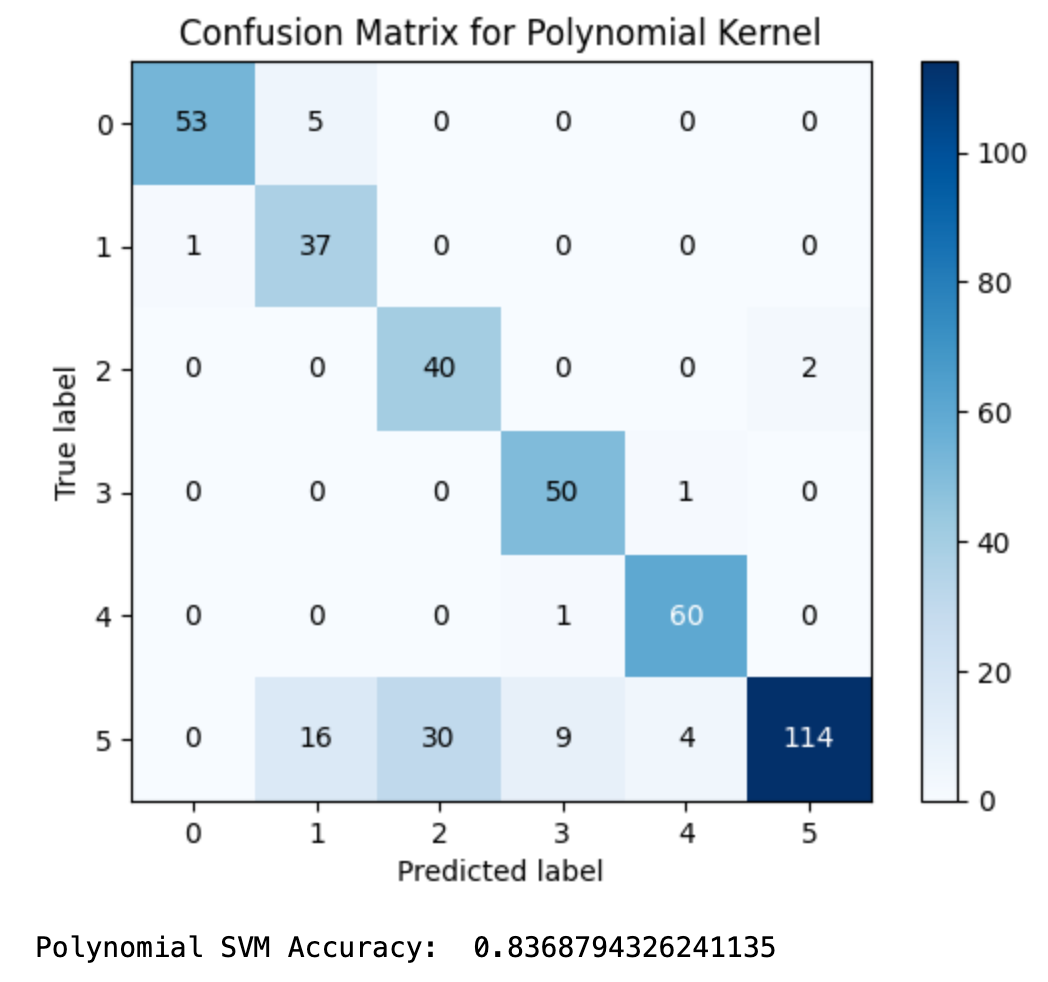 Confusion Matrix for Polynomial Kernel
0 53 5 0 0 0 0
1 1 37 0 0 0 0
2 0 0 40 0 0 2
3 0 0 0 50 1 0
4 0 0 0 1 60 0
5 0 16 30 9 4 114
0 1 2 3 4 5
Predicted label
True label
100
80
60
40
20
0
Polynomial SVM Accuracy: 0.8368794326241135